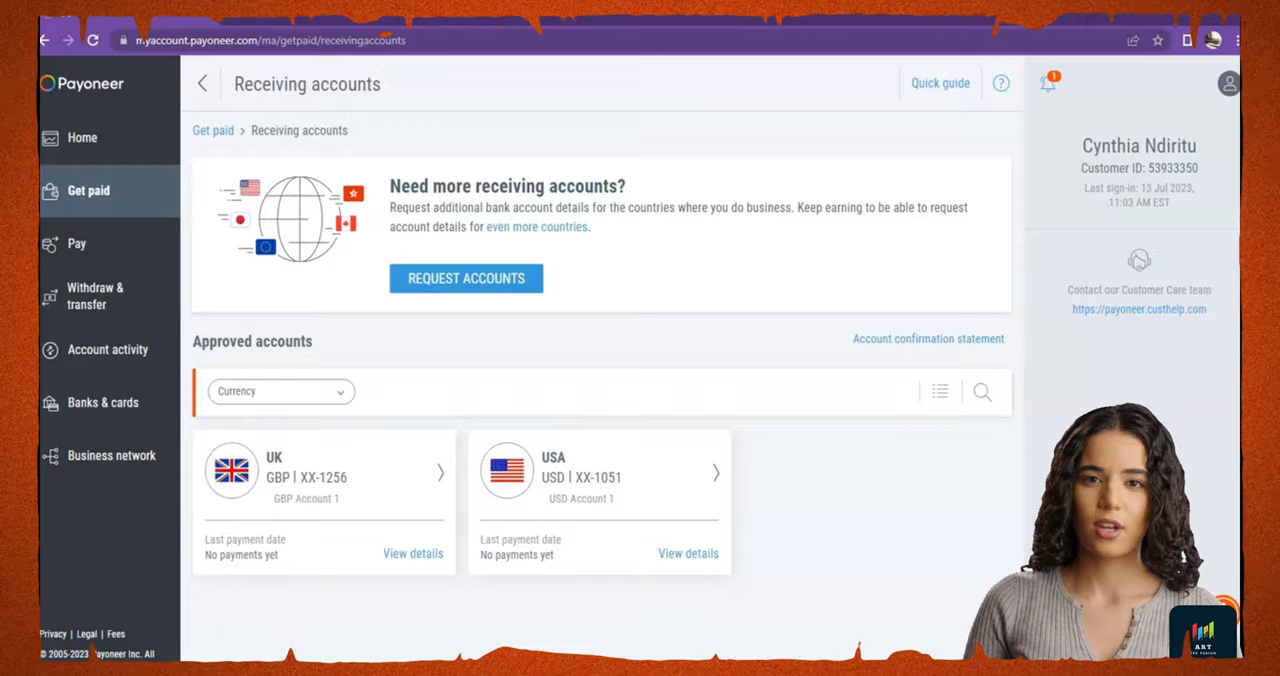 myaccount.payoneer.com/ma/getpaid/receivingaccounts
Payoneer
Home
Get paid
Pay
Withdraw &
transfer
Account activity
Banks & cards
Business network
Privacy | Legal | Fees
© 2005-2023 Payoneer Inc. All
Receiving accounts
Quick guide
?
1
Get paid > Receiving accounts
Need more receiving accounts?
Request additional bank account details for the countries where you do business. Keep earning to be able to request
account details for even more countries.
REQUEST ACCOUNTS
Approved accounts
Account confirmation statement
Currency
UK
GBP | XX-1256
GBP Account 1
Last payment date
No payments yet
View details
USA
USD | XX-1051
USD Account 1
Last payment date
No payments yet
View details
Cynthia Ndiritu
Customer ID: 53933350
Last sign-in: 13 Jul 2023,
11:03 AM EST
Contact our Customer Care team
https://payoneer.custhelp.com
ART